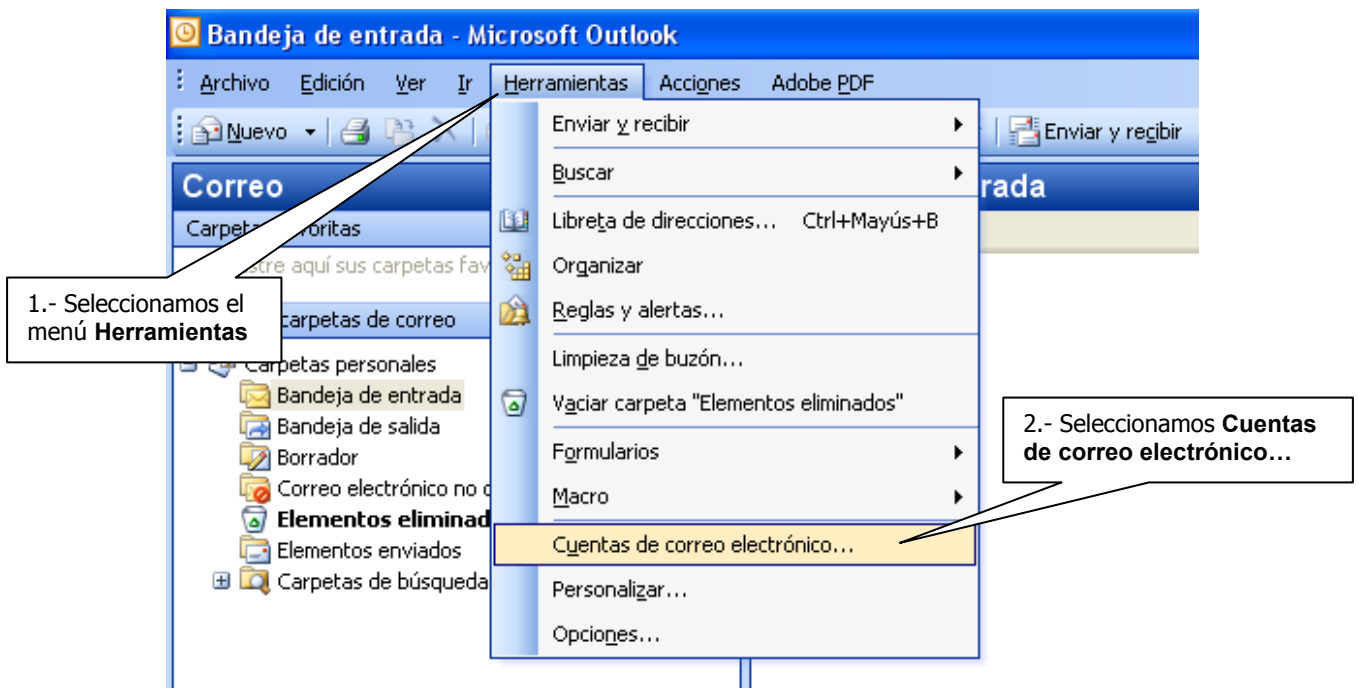 Bandeja de entrada - Microsoft Outlook
Archivo Edición Ver Ir Herramientas Acciones Adobe PDF
Nuevo Enviar y recibir
Correo
rada
Carpetas
voritas
stre aquí sus carpetas fav
carpetas de correo
Carpetas personales
Bandeja de entrada
Bandeja de salida
Borrador
Correo electrónico no
Elementos eliminad
Elementos enviados
Carpetas de búsqueda
Enviar y recibir
Buscar
Libreta de direcciones... Ctrl+Mayús+B
Organizar
Reglas y alertas...
Limpieza de buzón...
Vaciar carpeta "Elementos eliminados"
Formularios
Macro
Cuentas de correo electrónico...
Personalizar...
Opciones...
1.- Seleccionamos el
menú Herramientas
2.- Seleccionamos Cuentas
de correo electrónico…